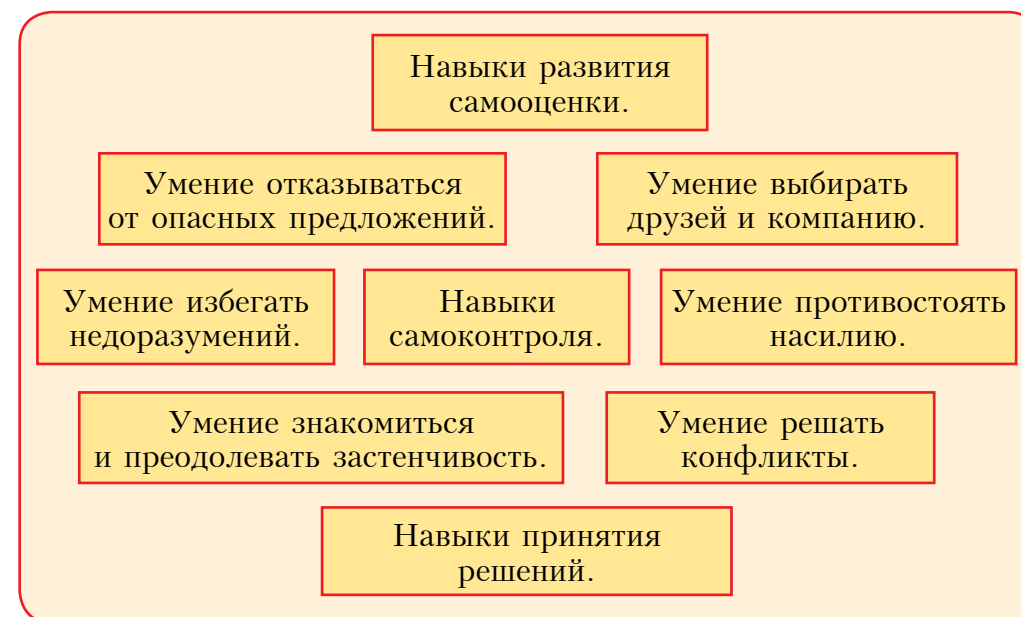 Навыки развития
самооценки.
Умение отказываться
от опасных предложений.
Умение выбирать
друзей и компанию.
Умение избегать
недоразумений.
Навыки
самоконтроля.
Умение противостоять
насилию.
Умение знакомиться
и преодолевать застенчивость.
Умение решать
конфликты.
Навыки принятия
решений.